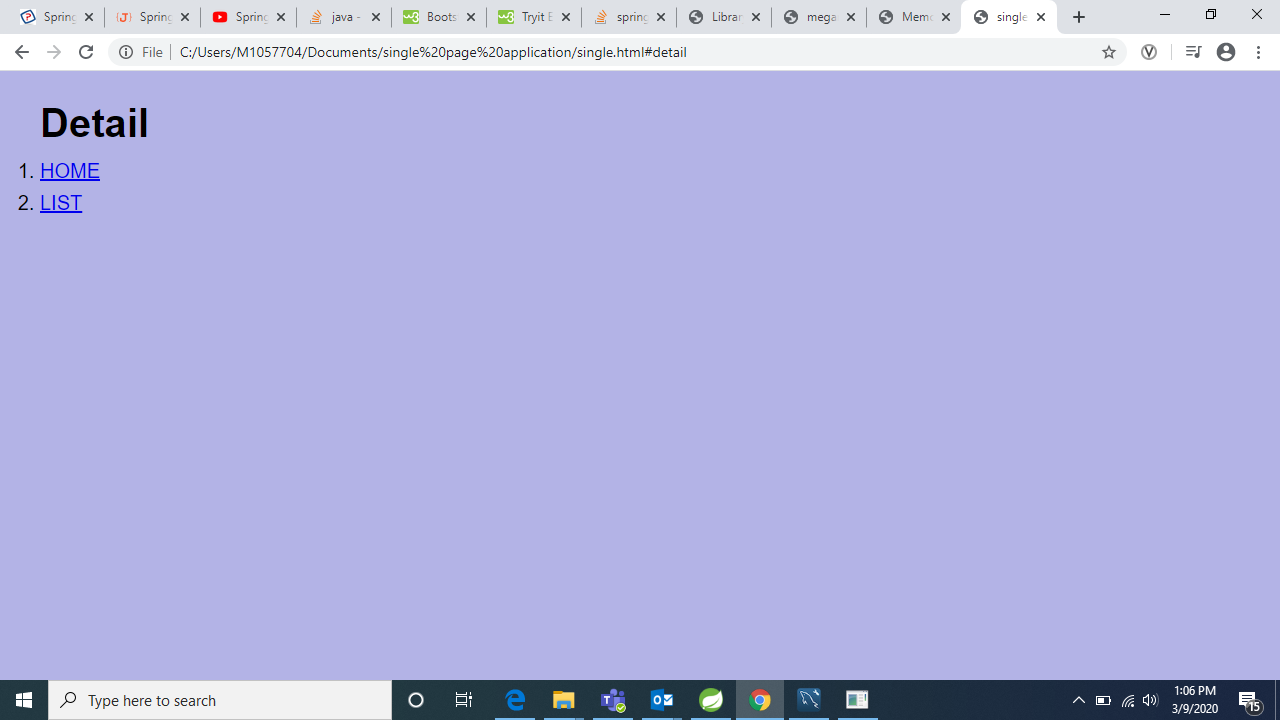 Spring
Spring
Spring
java -
Boots
Tryit E
spring
Librar
mega
Memo
single
File
C:/Users/M1057704/Documents/single%20page%20application/single.html#detail
Detail
1. HOME
2. LIST
Type here to search
1:06 PM
3/9/2020
15